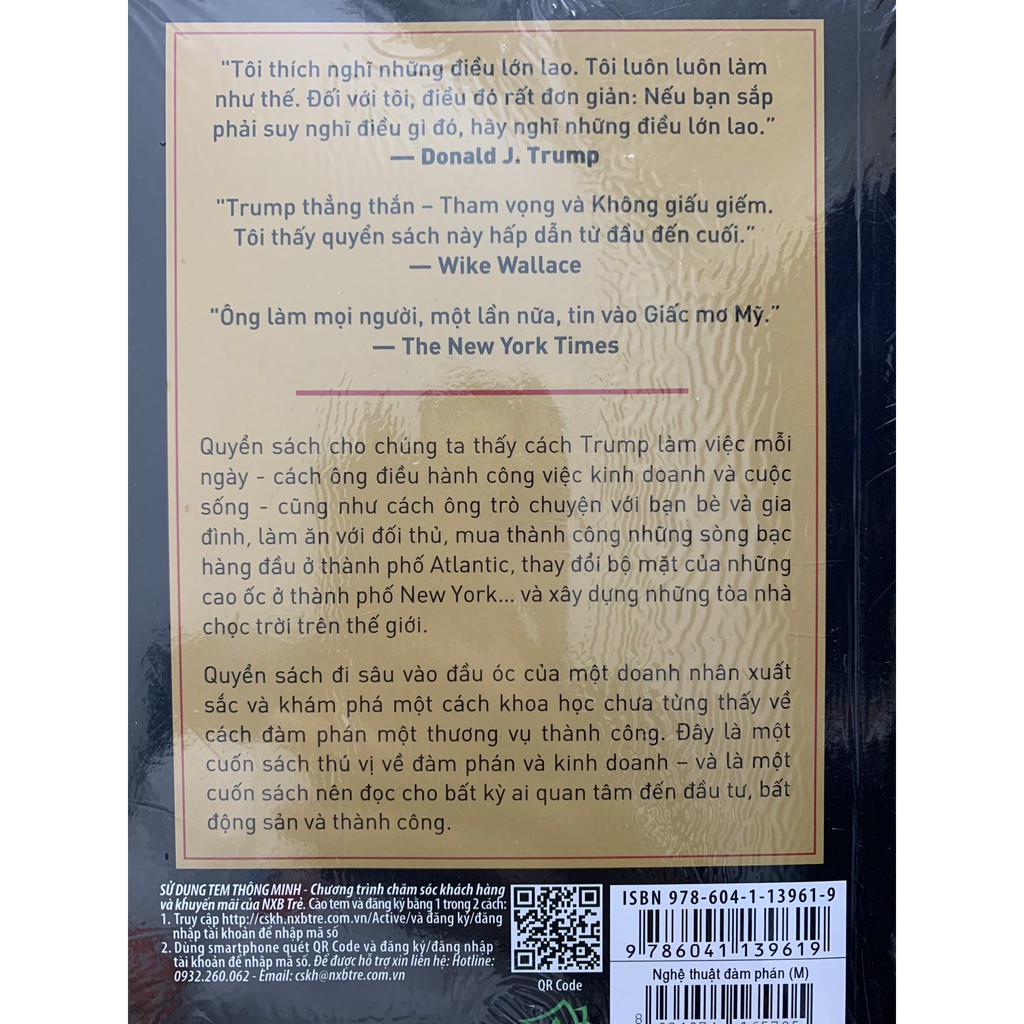 "Tôi thích nghĩ những điều lớn lao. Tôi luôn luôn làm
như thế. Đối với tôi, điều đó rất đơn giản: Nếu bạn sắp
phải suy nghĩ điều gì đó, hãy nghĩ những điều lớn lao.”
— Donald J. Trump
"Trump thẳng thắn – Tham vọng và Không giấu giếm.
Tôi thấy quyển sách này hấp dẫn từ đầu đến cuối.”
— Wike Wallace
"Ông làm mọi người, một lần nữa, tin vào Giấc mơ Mỹ.”
— The New York Times
Quyển sách cho chúng ta thấy cách Trump làm việc mỗi
ngày - cách ông điều hành công việc kinh doanh và cuộc
sống - cũng như cách ông trò chuyện với bạn bè và gia
đình, làm ăn với đối thủ, mua thành công những sòng bạc
hàng đầu ở thành phố Atlantic, thay đổi bộ mặt của những
cao ốc ở thành phố New York... và xây dựng những tòa nhà
chọc trời trên thế giới.
Quyển sách đi sâu vào đầu óc của một doanh nhân xuất
sắc và khám phá một cách khoa học chưa từng thấy về
cách đàm phán một thương vụ thành công. Đây là một
cuốn sách thú vị về đàm phán và kinh doanh – và là một
cuốn sách nên đọc cho bất kỳ ai quan tâm đến đầu tư, bất
động sản và thành công.
SỬ DỤNG TEM THÔNG MINH - Chương trình chăm sóc khách hàng
và khuyến mãi của NXB Trẻ. Cào tem và đăng ký bằng 1 trong 2 cách:
1. Truy cập http://cskh.nxbtre.com.vn/Active/và đăng ký/đăng
nhập tài khoản để nhập mã số
2. Dùng smartphone quét QR Code và đăng ký/đăng nhập
tài khoản để nhập mã số. Để được hỗ trợ xin liên hệ: Hotline:
0932.260.062 - Email: cskh@nxbtre.com.vn
QR Code
ISBN 978-604-1-13961-9
9 786041 139619
Nghệ thuật đàm phán (M)